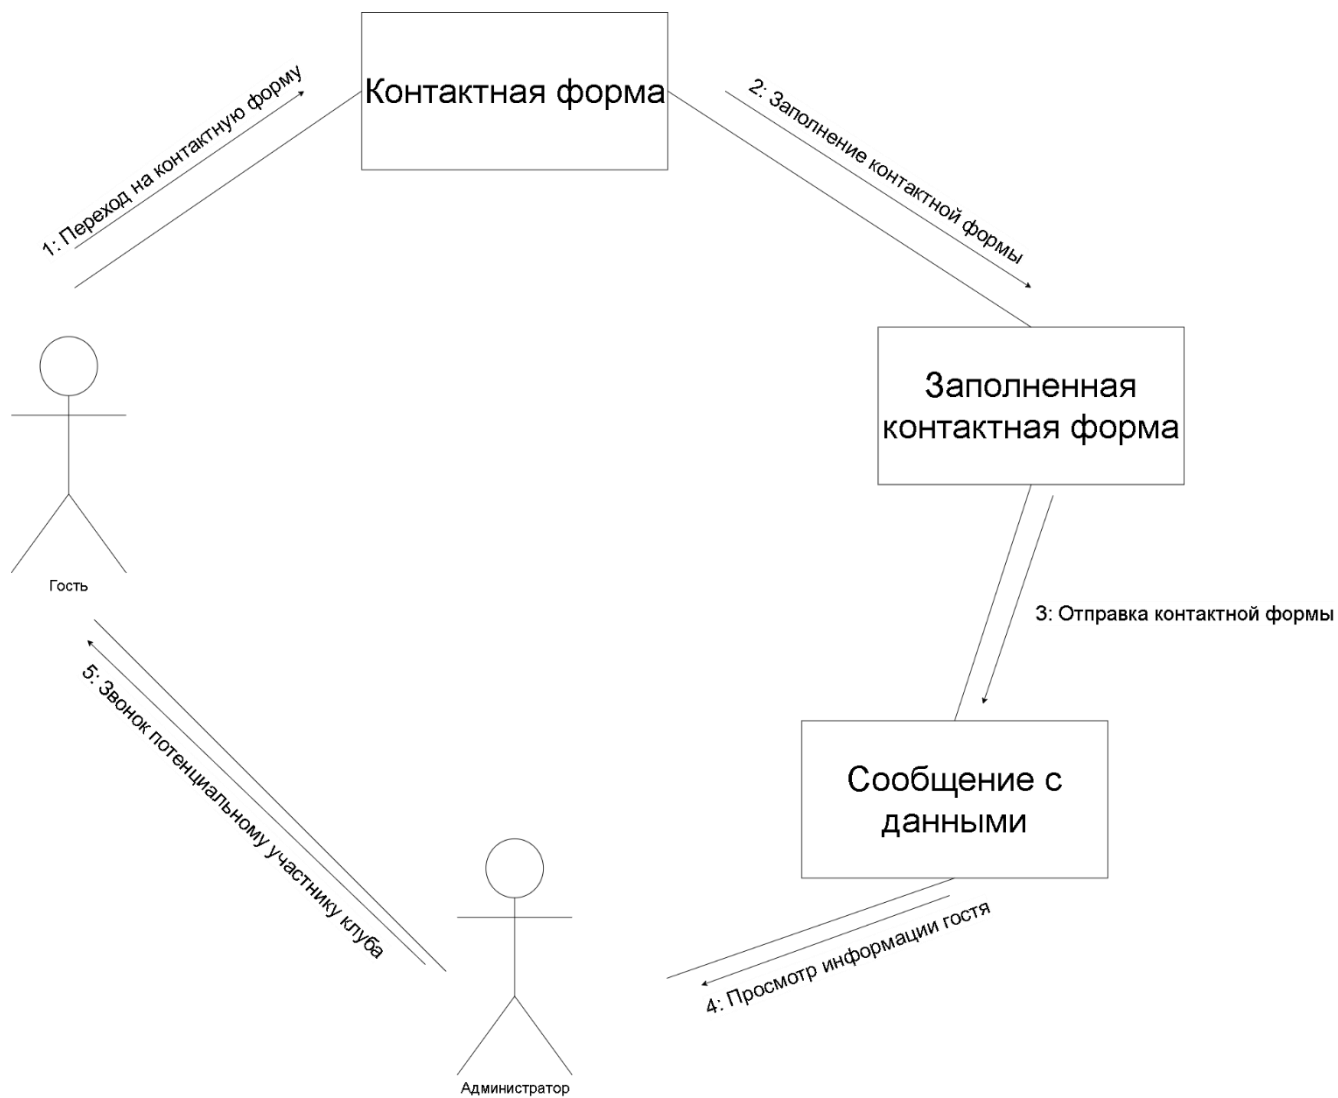 Контактная форма
1: Переход на контактную форму
2: Заполнение контактной формы
Заполненная
контактная форма
Гость
3: Отправка контактной формы
Сообщение с
данными
5: Звонок потенциальному участнику клуба
4: Просмотр информации гостя
Администратор